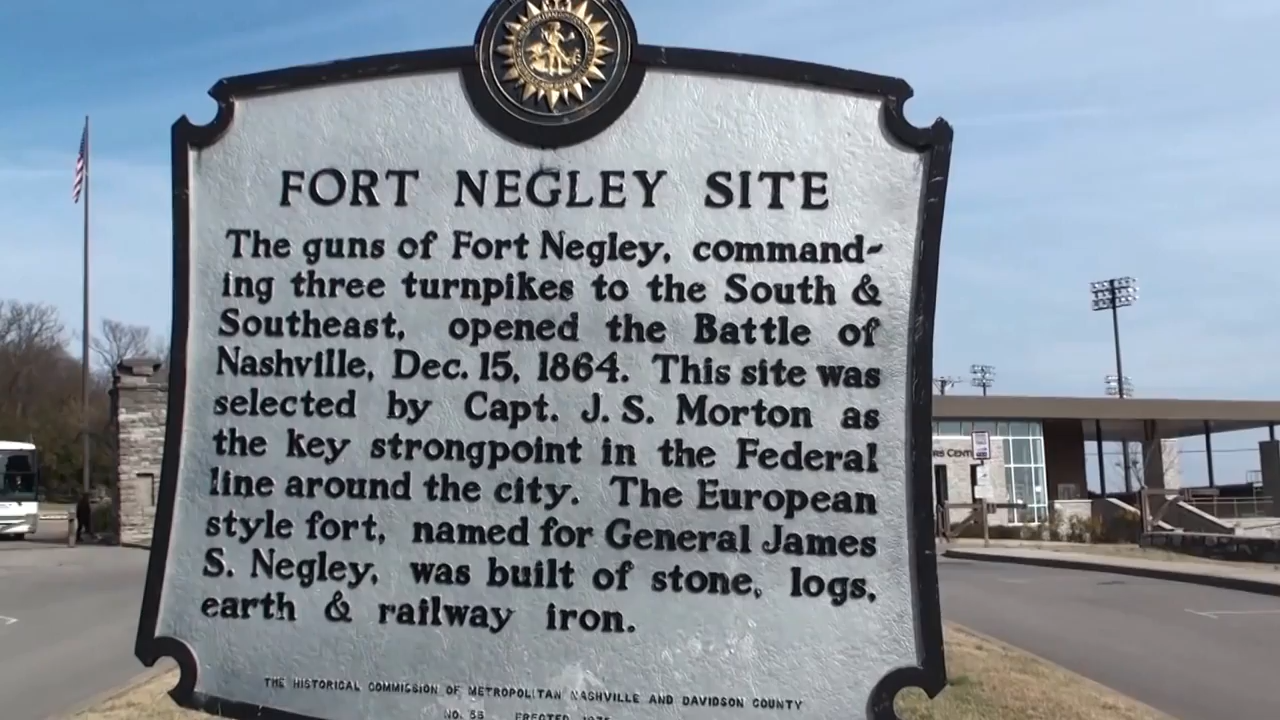 FORT NEGLEY SITE
The guns of Fort Negley, command-
ing three turnpikes to the South &
Southeast, opened the Battle of
Nashville, Dec. 15, 1864. This site was
selected by Capt. J. S. Morton as
the key strongpoint in the Federal
line around the city. The European
style fort, named for General James
S. Negley, was built of stone, logs,
earth & railway iron.
THE HISTORICAL COMMISSION OF METROPOLITAN NASHVILLE AND DAVIDSON COUNTY
NO. ERECTED